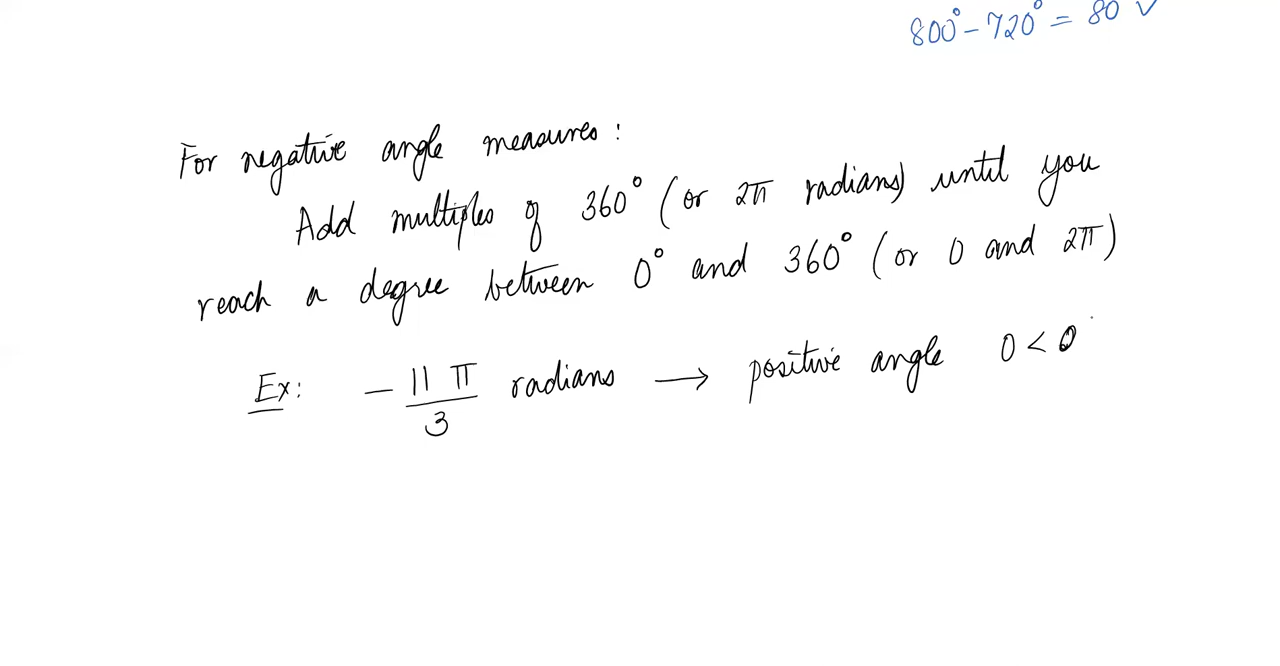 800° – 720° = 80 ✓
For negative angle measures :
Add multiples of 360° (or 2π radians) until you
reach a degree between 0° and 360° (or 0 and 2π)
Ex: – 11 π / 3 radians → positive angle 0 < θ